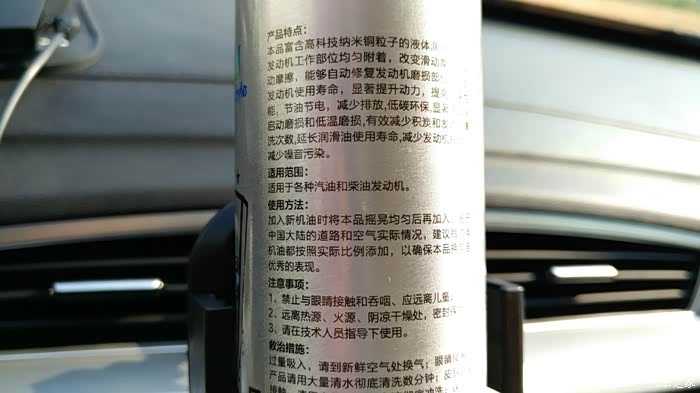 产品特点：
本品富含高科技纳米铜粒子的液体润
发动机工作部位均匀附着，改变滑动
动摩擦，能够自动修复发动机磨损部
发动机使用寿命，显著提升动力，提
能，节油节电，减少排放,低碳环保,显
启动磨损和低温磨损,有效减少积炭和
洗次数,延长润滑油使用寿命,减少发动机
减少噪音污染。
适用范围：
适用于各种汽油和柴油发动机。
使用方法：
加入新机油时将本品摇晃均匀后再加入
中国大陆的道路和空气实际情况，建议
机油都按照实际比例添加，以确保本品
优秀的表现。
注意事项：
1、禁止与眼睛接触和吞咽、应远离儿童
2、远离热源、火源、阴凉干燥处，密封
3、请在技术人员指导下使用。
救治措施：
过量吸入，请到新鲜空气处换气；眼睛
产品请用大量清水彻底清洗数分钟；皮
接触，请用